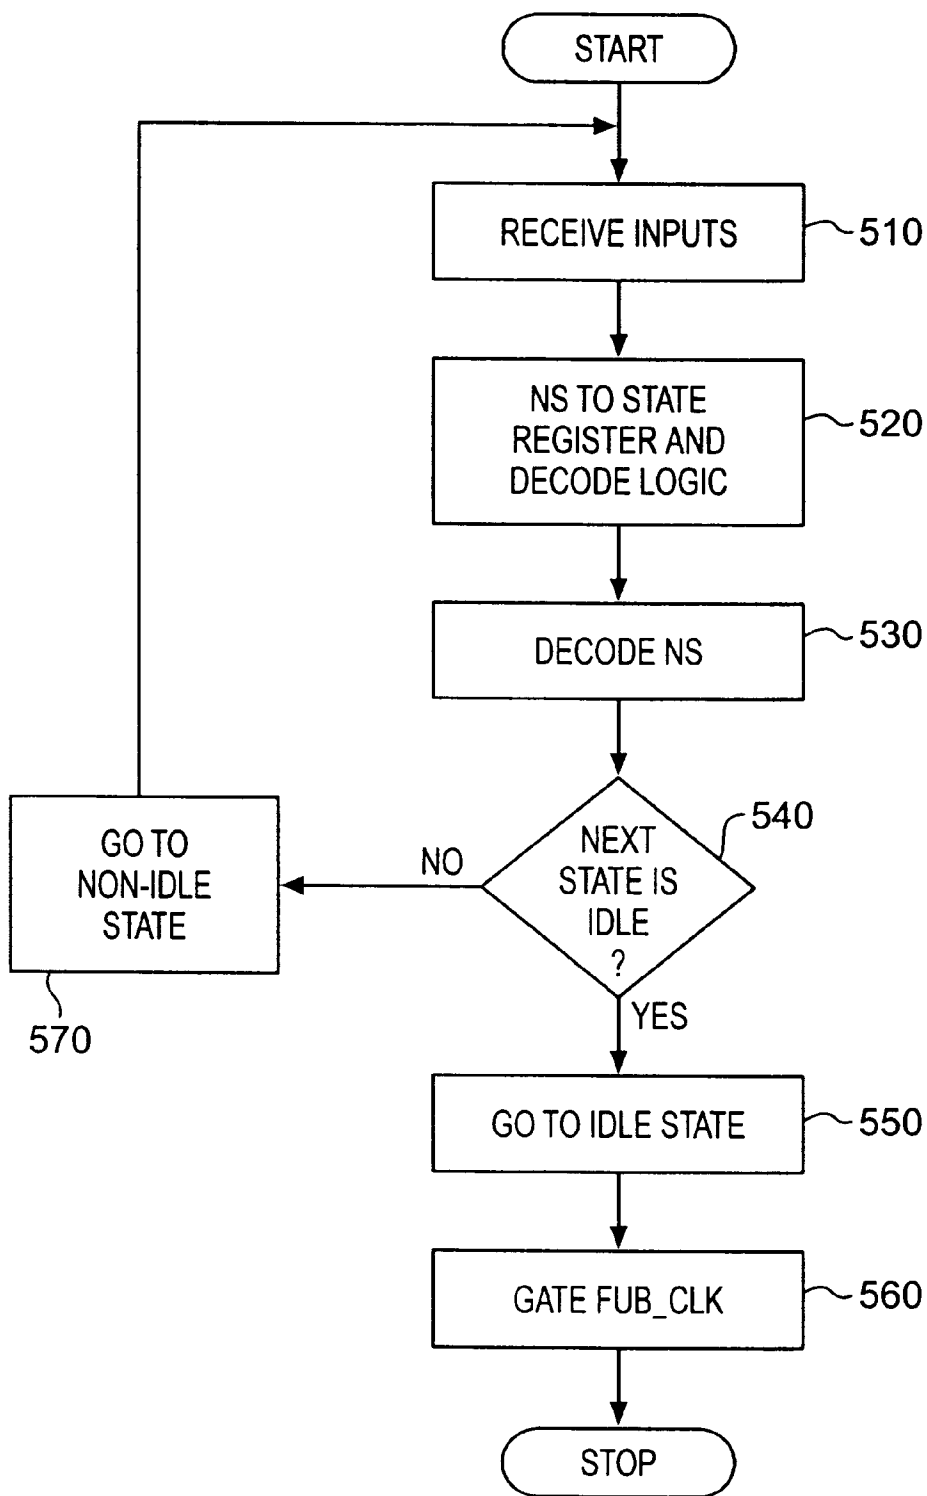 START
RECEIVE INPUTS
510
NS TO STATE
REGISTER AND
DECODE LOGIC
520
DECODE NS
530
NEXT
STATE IS
IDLE
?
540
NO
GO TO
NON-IDLE
STATE
570
YES
GO TO IDLE STATE
550
GATE FUB_CLK
560
STOP